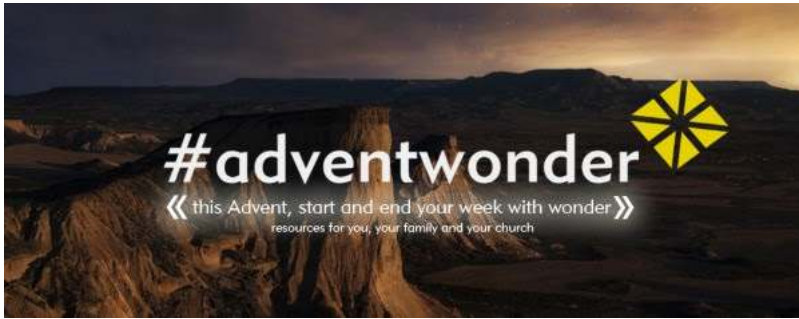 #adventwonder
« this Advent, start and end your week with wonder »
resources for you, your family and your church